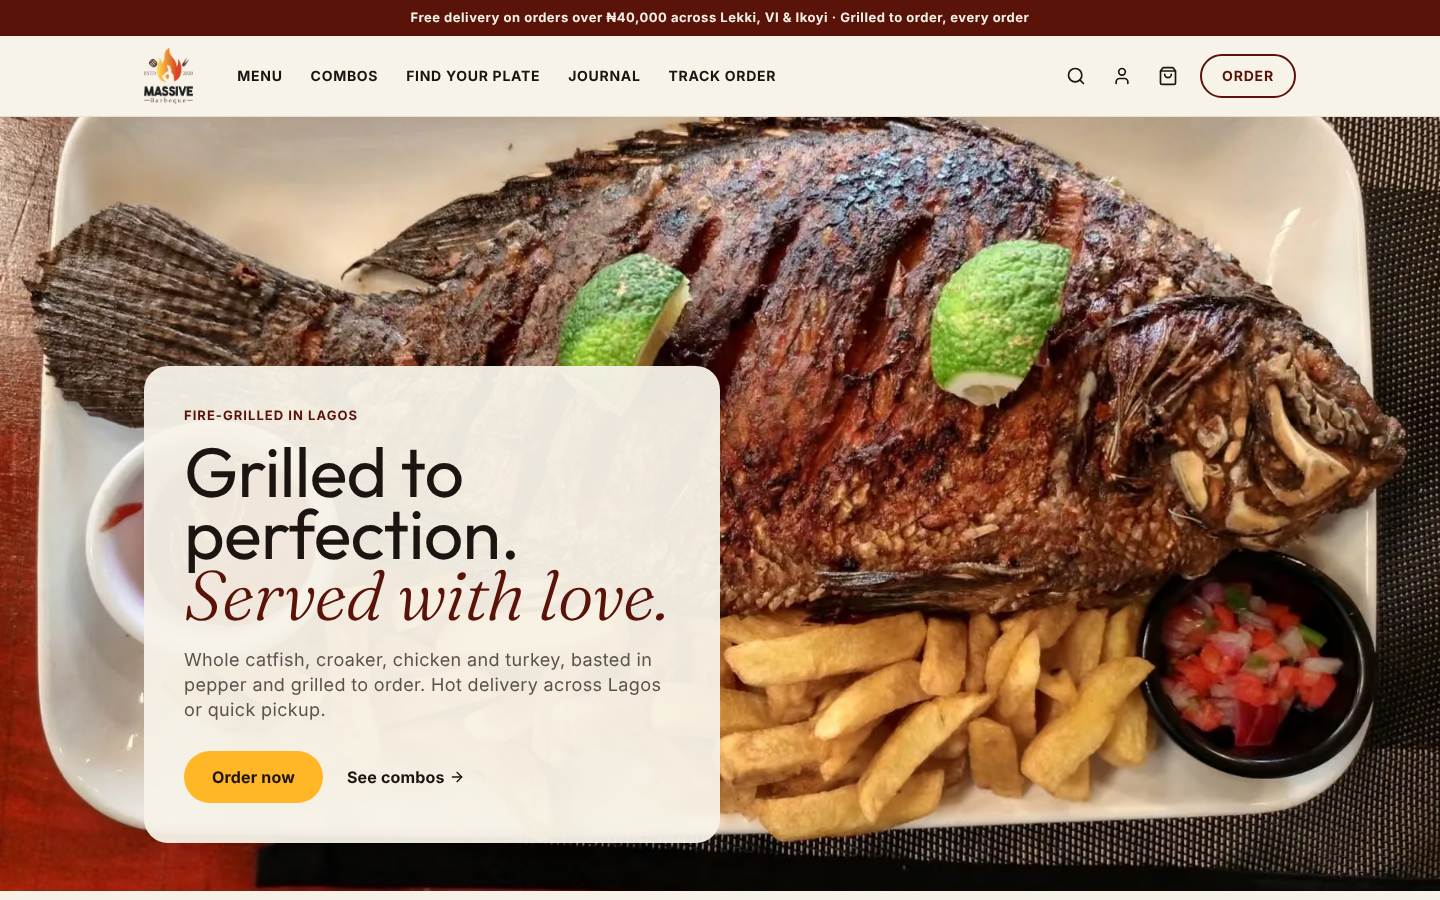 Free delivery on orders over ₦40,000 across Lekki, VI & Ikoyi · Grilled to order, every order
ESTD 2020
MASSIVE
Barbeque
MENU
COMBOS
FIND YOUR PLATE
JOURNAL
TRACK ORDER
ORDER
FIRE-GRILLED IN LAGOS
Grilled to
perfection.
Served with love.
Whole catfish, croaker, chicken and turkey, basted in
pepper and grilled to order. Hot delivery across Lagos
or quick pickup.
Order now
See combos →